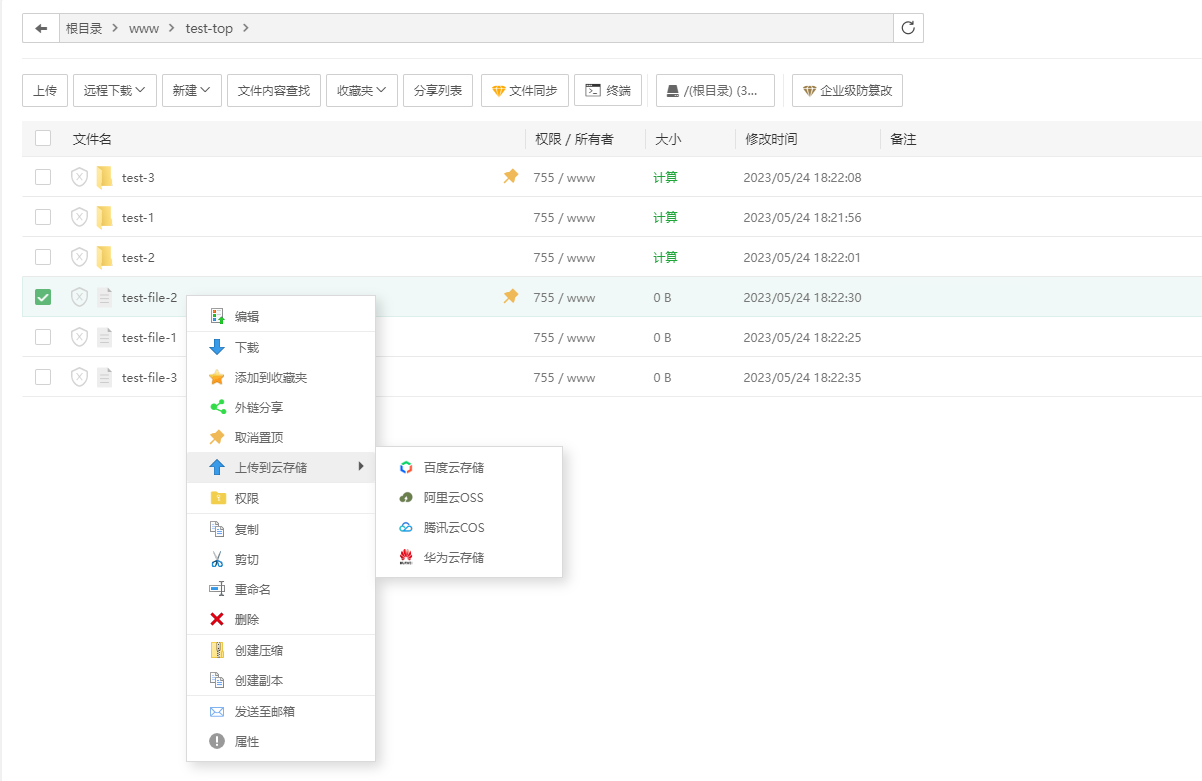 根目录 www test-top
上传 远程下载 新建 文件内容查找 收藏夹 分享列表 文件同步 终端 /(根目录) (3... 企业级防篡改
文件名 权限 / 所有者 大小 修改时间 备注
test-3 755 / www 计算 2023/05/24 18:22:08
test-1 755 / www 计算 2023/05/24 18:21:56
test-2 755 / www 计算 2023/05/24 18:22:01
test-file-2 755 / www 0 B 2023/05/24 18:22:30
test-file-1 755 / www 0 B 2023/05/24 18:22:25
test-file-3 755 / www 0 B 2023/05/24 18:22:35
编辑
下载
添加到收藏夹
外链分享
取消置顶
上传到云存储
权限
复制
剪切
重命名
删除
创建压缩
创建副本
发送至邮箱
属性
百度云存储
阿里云OSS
腾讯云COS
华为云存储